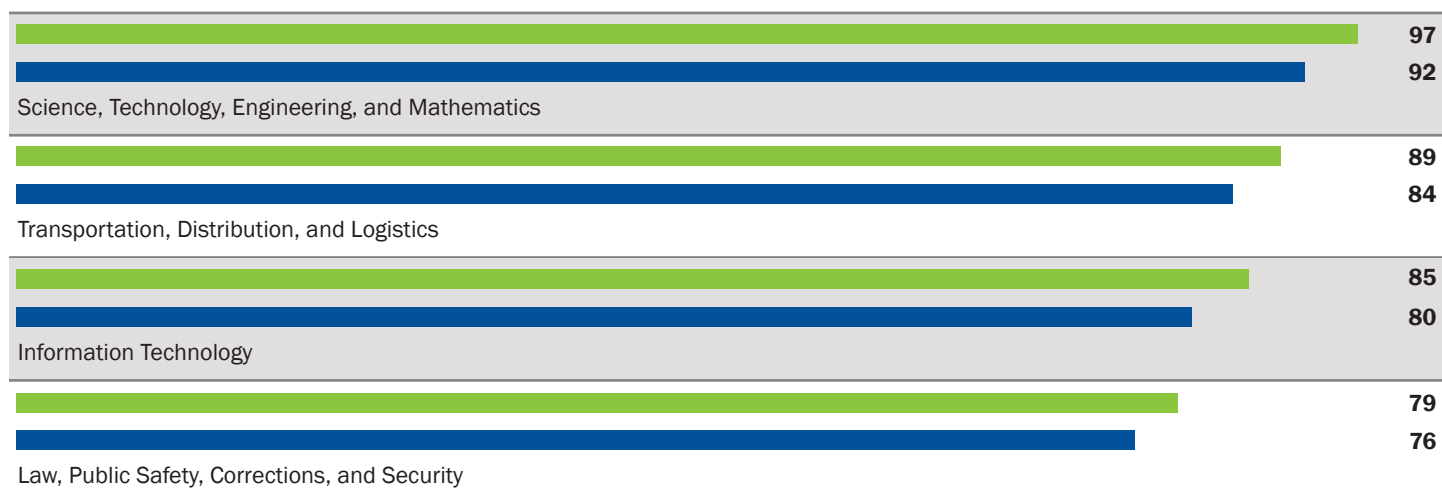 97
92
Science, Technology, Engineering, and Mathematics
89
84
Transportation, Distribution, and Logistics
85
80
Information Technology
79
76
Law, Public Safety, Corrections, and Security